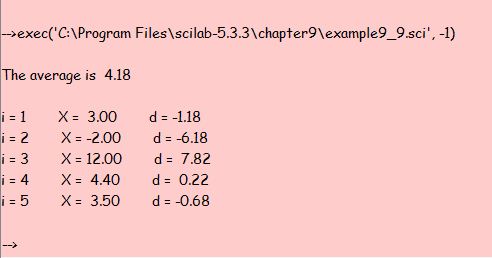 -->exec('C:\Program Files\scilab-5.3.3\chapter9\example9_9.sci', -1)
The average is 4.18
i = 1 X = 3.00 d = -1.18
i = 2 X = -2.00 d = -6.18
i = 3 X = 12.00 d = 7.82
i = 4 X = 4.40 d = 0.22
i = 5 X = 3.50 d = -0.68
-->